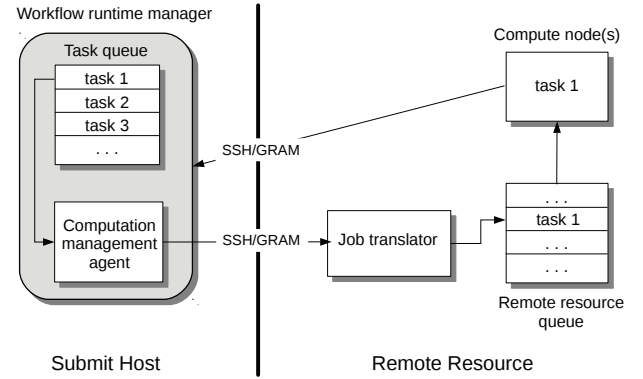 Workflow runtime manager
Task queue
task 1
task 2
task 3
. . .
Computation
management
agent
SSH/GRAM
SSH/GRAM
Job translator
Compute node(s)
task 1
. . .
task 1
. . .
. . .
Remote resource
queue
Submit Host
Remote Resource